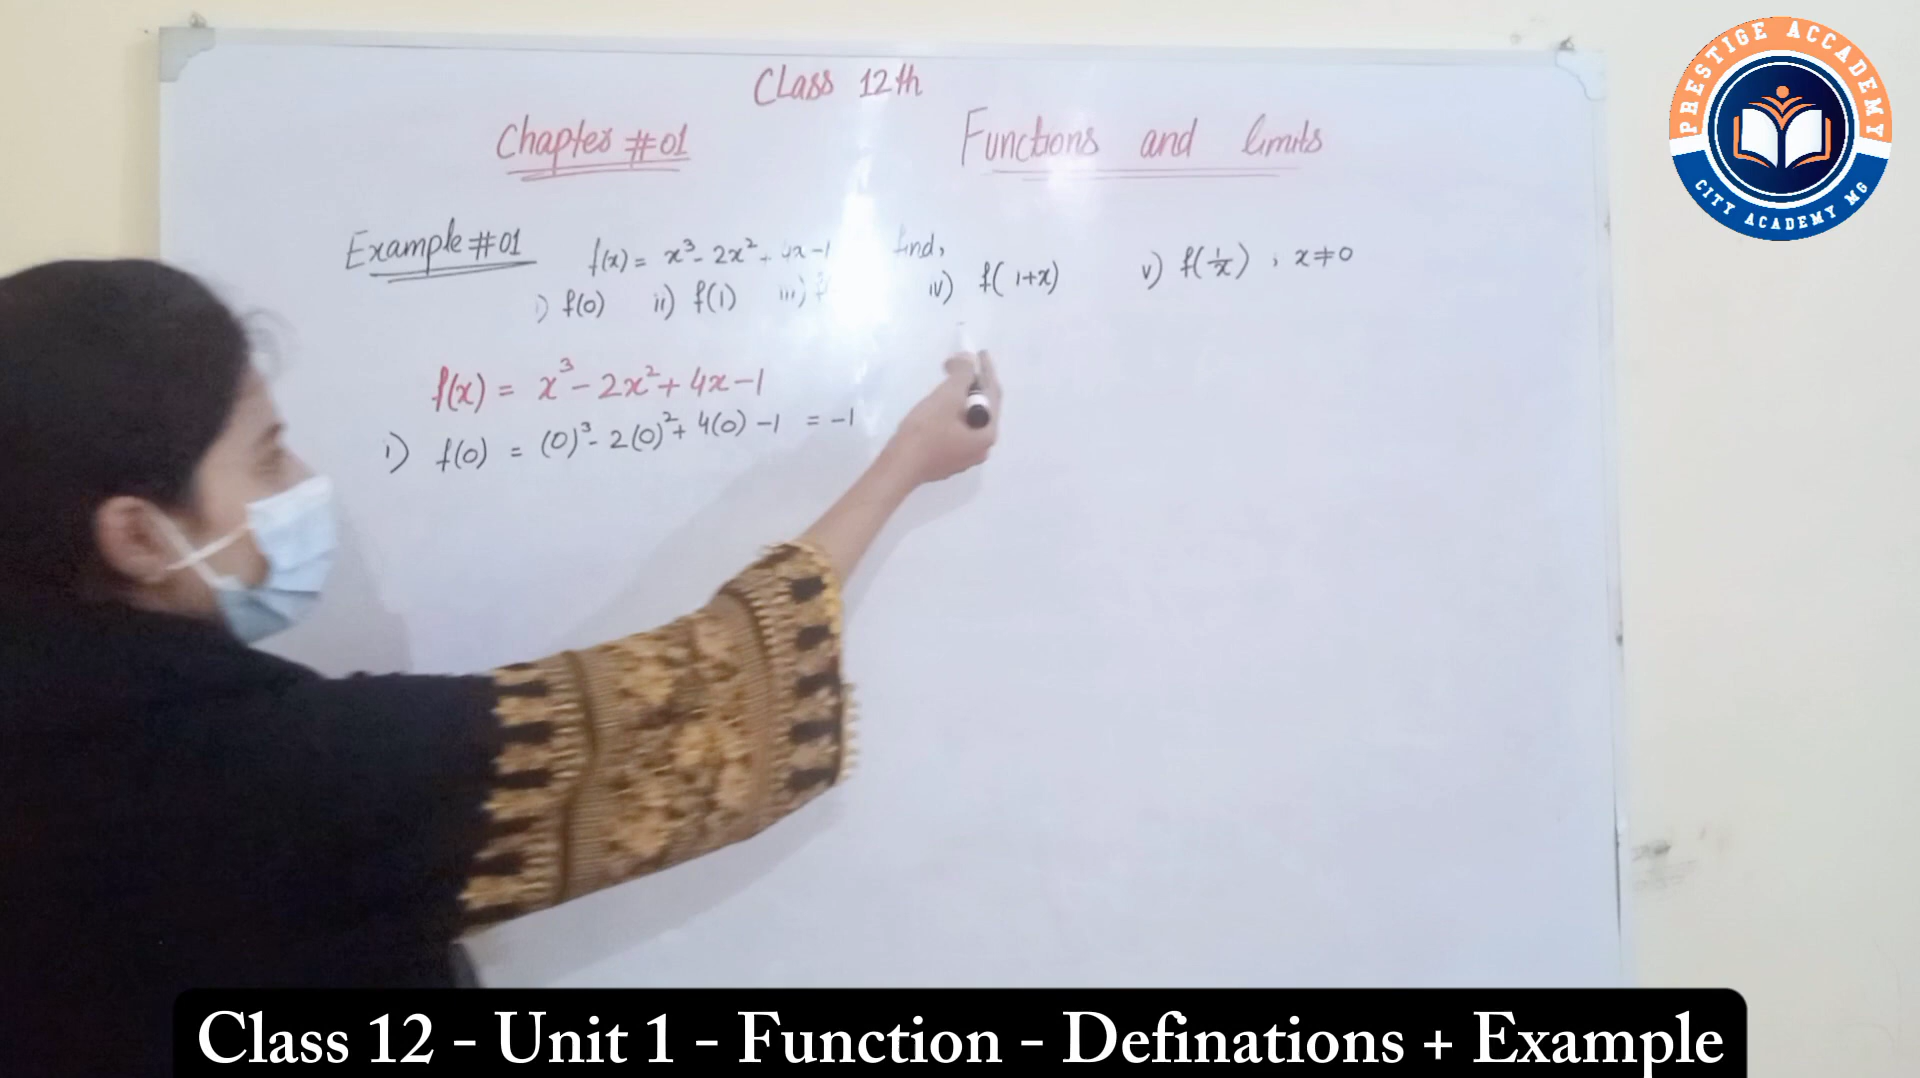 CLass 12th
Chapter #01 Functions and limits
Example #01 f(x) = x³ - 2x² + 4x - 1 find,
i) f(0) ii) f(1) iii) iv) f(1+x) v) f(1/x) , x ≠ 0
f(x) = x³ - 2x² + 4x - 1
i) f(0) = (0)³ - 2(0)² + 4(0) - 1 = -1
PRESTIGE ACCADEMY
CITY ACADEMY MG
Class 12 - Unit 1 - Function - Definations + Example